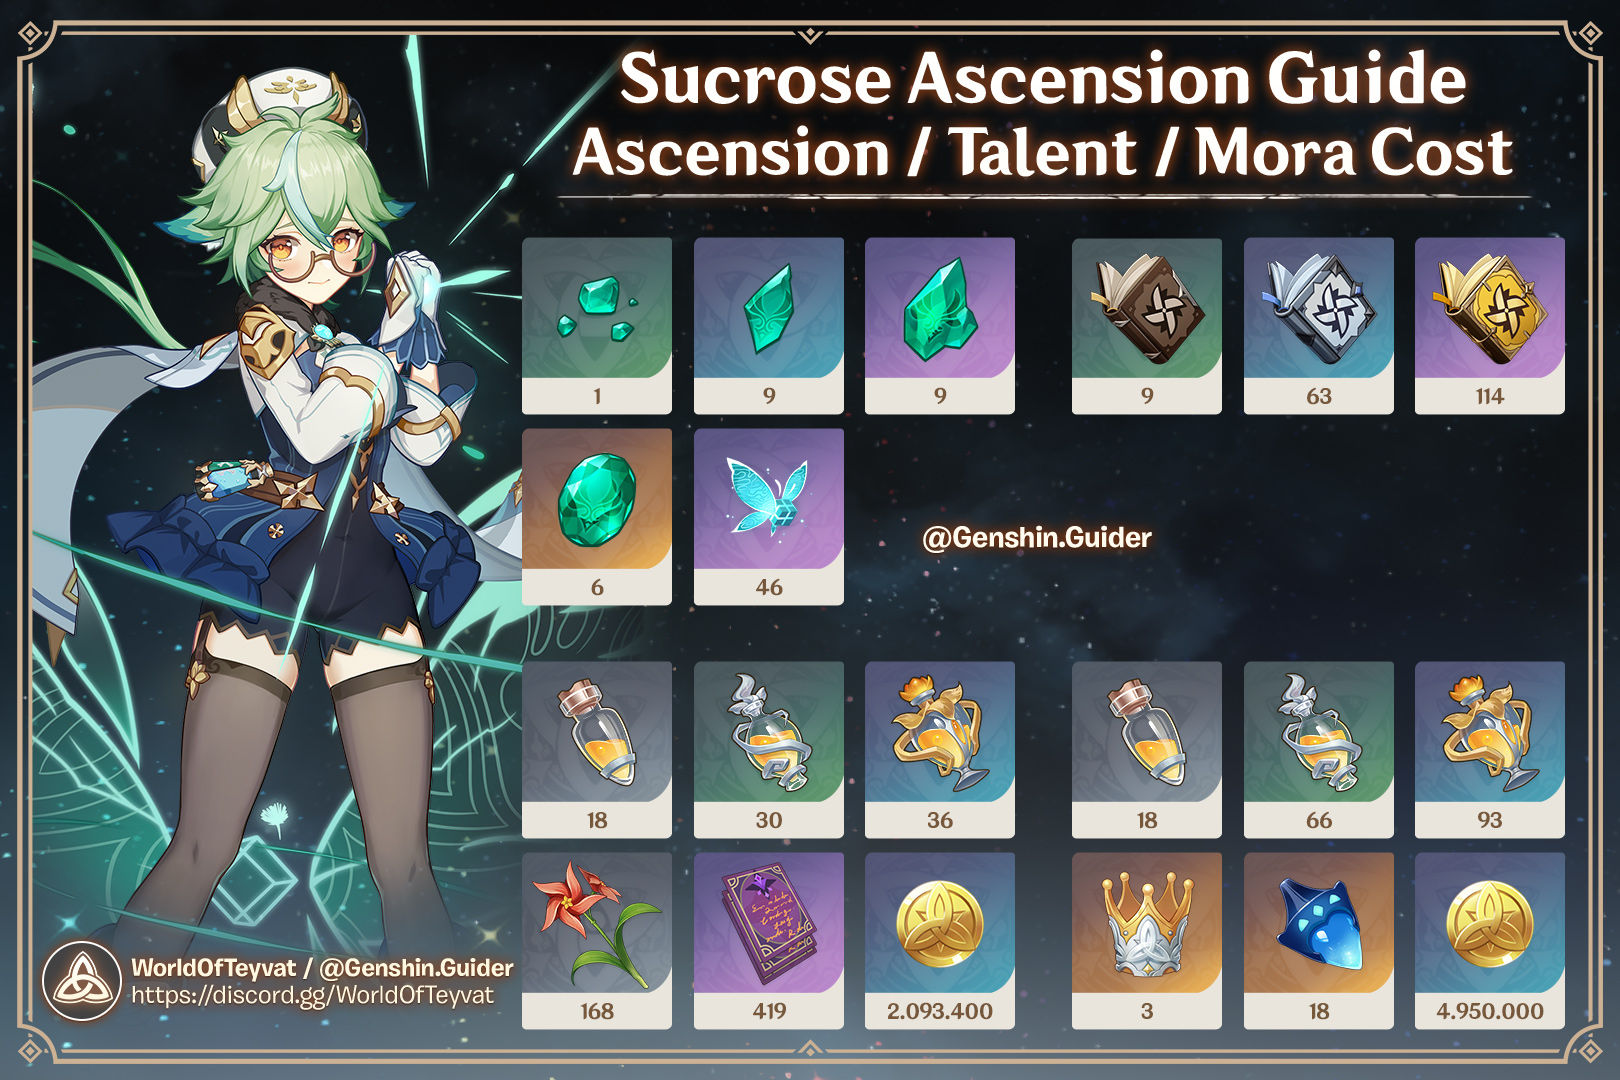 Sucrose Ascension Guide
Ascension / Talent / Mora Cost
1 9 9 9 63 114
6 46
@Genshin.Guider
18 30 36 18 66 93
168 419 2.093.400 3 18 4.950.000
WorldOfTeyvat / @Genshin.Guider
https://discord.gg/WorldOfTeyvat